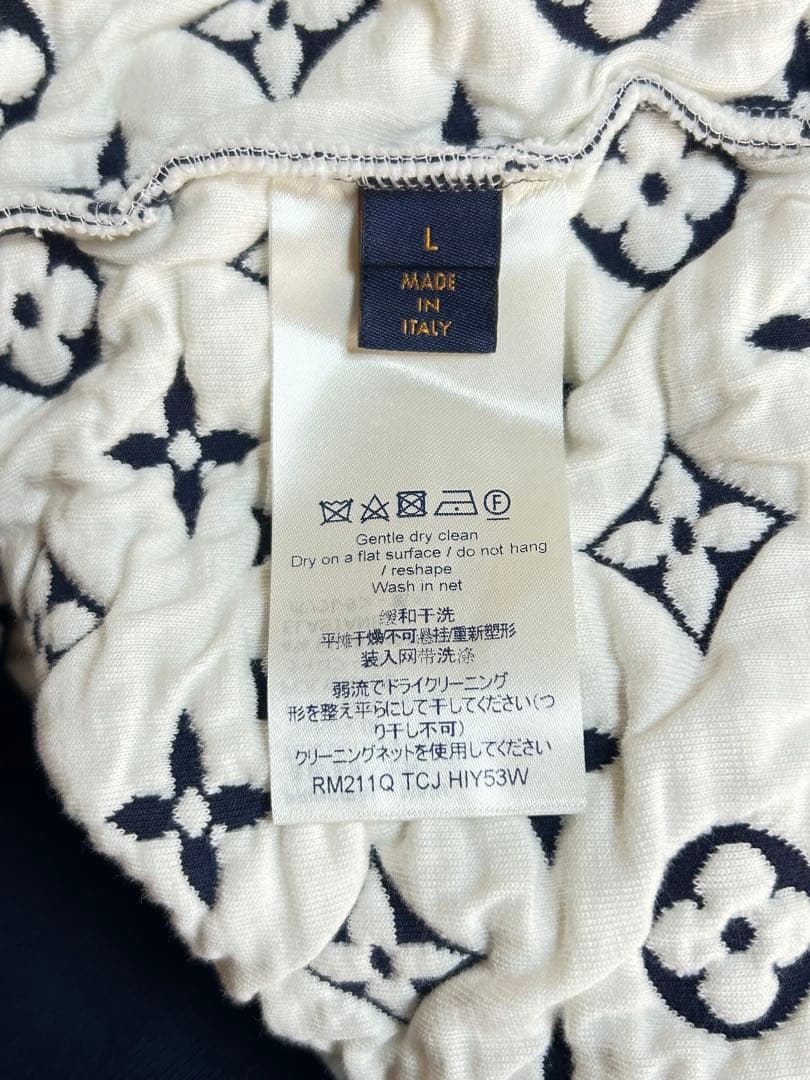 L
MADE
IN
ITALY
F
Gentle dry clean
Dry on a flat surface / do not hang
/ reshape
Wash in net
缓和干洗
平摊干燥/不可悬挂/重新塑形
装入网带洗涤
弱流でドライクリーニング
形を整え平らにして干してください(つ
り干し不可)
クリーニングネットを使用してください
RM211Q TCJ HIY53W